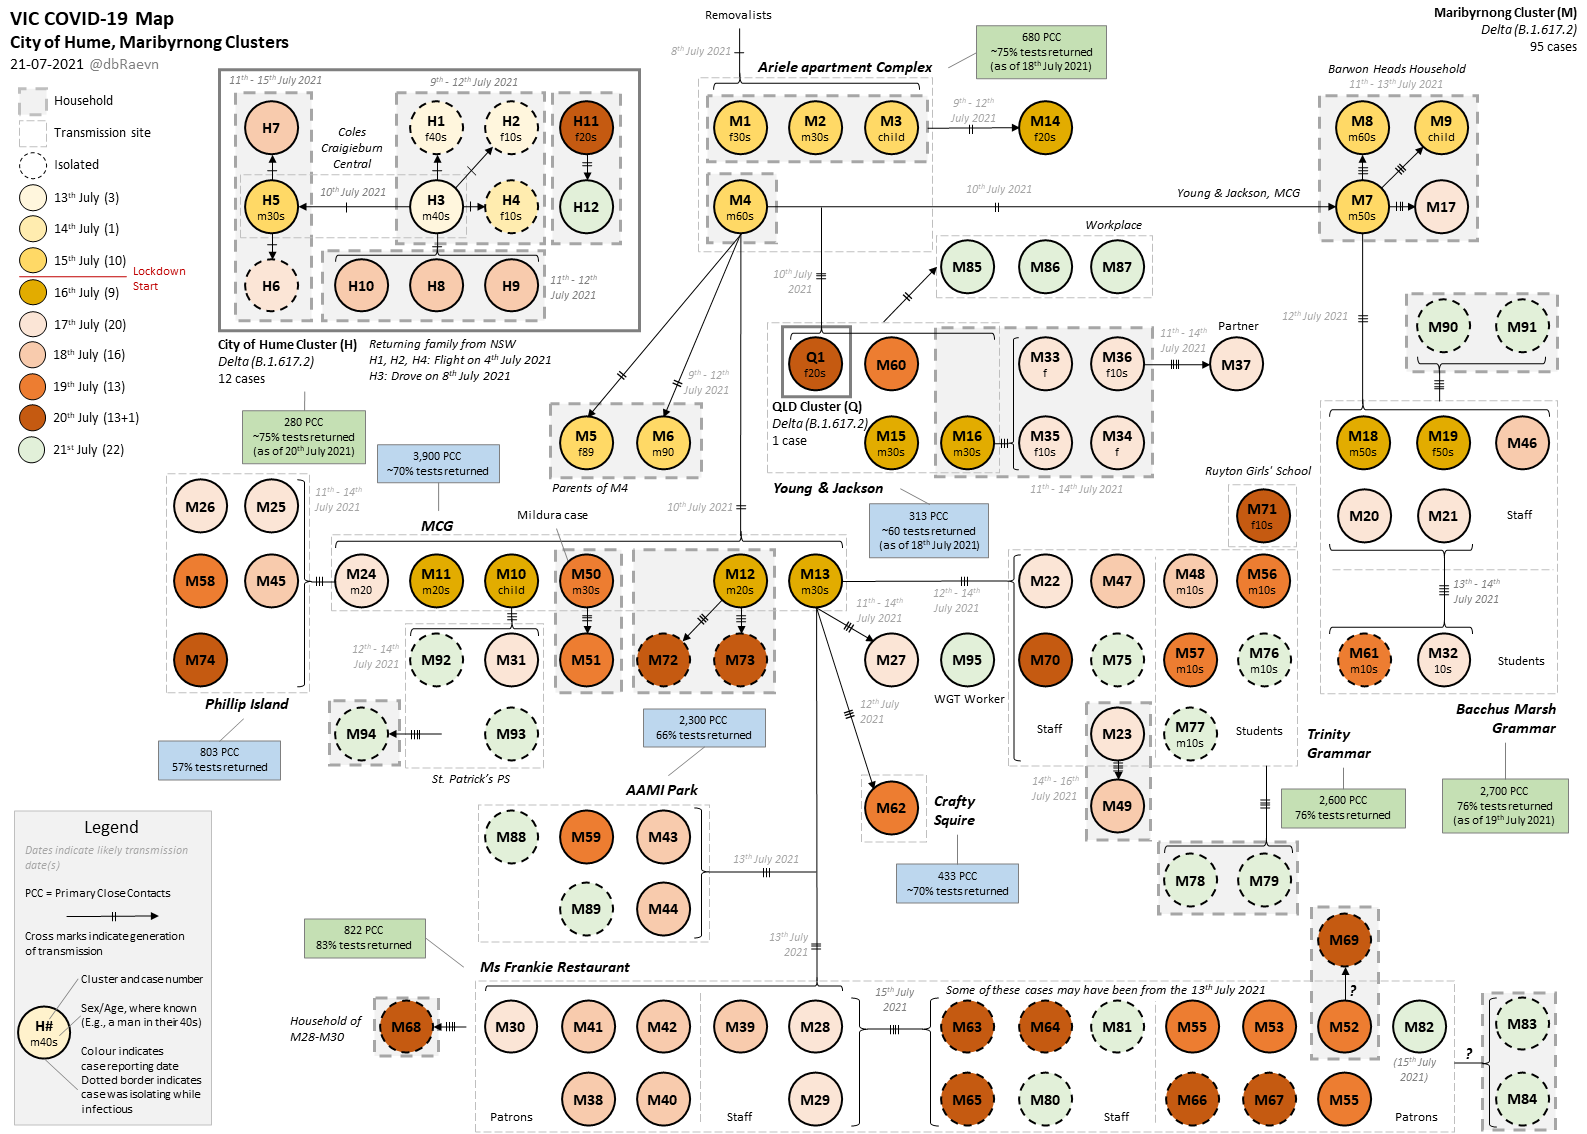 VIC COVID-19 Map
City of Hume, Maribyrnong Clusters
21-07-2021 @dbRaevn
Household
Transmission site
Isolated
13th July (3)
14th July (1)
15th July (10)
Lockdown
Start
16th July (9)
17th July (20)
18th July (16)
19th July (13)
20th July (13+1)
21st July (22)
11th - 15th July 2021
9th - 12th July 2021
H7
Coles
Craigieburn
Central
H1
f40s
H2
f10s
H11
f20s
H5
m30s
10th July 2021
H3
m40s
H4
f10s
H12
H6
H10
H8
H9
11th - 12th
July 2021
City of Hume Cluster (H)
Delta (B.1.617.2)
12 cases
Returning family from NSW
H1, H2, H4: Flight on 4th July 2021
H3: Drove on 8th July 2021
280 PCC
~75% tests returned
(as of 20th July 2021)
Removalists
8th July 2021
680 PCC
~75% tests returned
(as of 18th July 2021)
Ariele apartment Complex
M1
f30s
M2
m30s
M3
child
9th - 12th
July 2021
M14
f20s
M4
m60s
10th July 2021
Young & Jackson, MCG
Maribyrnong Cluster (M)
Delta (B.1.617.2)
95 cases
Barwon Heads Household
11th - 13th July 2021
M8
m60s
M9
child
M7
m50s
M17
Workplace
M85
M86
M87
10th July
2021
12th July 2021
M90
M91
Q1
f20s
M60
M33
f
M36
f10s
11th - 14th
July 2021
Partner
M37
QLD Cluster (Q)
Delta (B.1.617.2)
1 case
M15
m30s
M16
m30s
M35
f10s
M34
f
11th - 14th July 2021
Young & Jackson
313 PCC
~60 tests returned
(as of 18th July 2021)
9th - 12th
July 2021
M5
f89
M6
m90
Parents of M4
10th July 2021
3,900 PCC
~70% tests returned
MCG
Mildura case
M26
M25
11th - 14th
July 2021
M58
M45
M74
Phillip Island
803 PCC
57% tests returned
M24
m20
M11
m20s
M10
child
M50
m30s
M12
m20s
M13
m30s
12th - 14th
July 2021
M92
M31
M51
M72
M73
M94
M93
St. Patrick's PS
11th - 14th
July 2021
12th - 14th
July 2021
M27
M95
WGT Worker
12th July
2021
M62
Crafty
Squire
433 PCC
~70% tests returned
Ruyton Girls' School
M71
f10s
M22
M47
M48
m10s
M56
m10s
M70
M75
M57
m10s
M76
m10s
Staff
M23
M77
m10s
Students
14th - 16th
July 2021
M49
Trinity
Grammar
2,600 PCC
76% tests returned
M78
M79
M18
m50s
M19
f50s
M46
M20
M21
Staff
13th - 14th
July 2021
M61
m10s
M32
10s
Students
Bacchus Marsh
Grammar
2,700 PCC
76% tests returned
(as of 19th July 2021)
2,300 PCC
66% tests returned
AAMI Park
M88
M59
M43
M89
M44
13th July 2021
13th July
2021
822 PCC
83% tests returned
Ms Frankie Restaurant
Household of
M28-M30
M68
M30
M41
M42
M39
M28
M38
M40
M29
Patrons
Staff
15th July
2021
Some of these cases may have been from the 13th July 2021
M63
M64
M81
M55
M53
M52
M82
(15th July
2021)
M69
?
M65
M80
Staff
M66
M67
M55
Patrons
?
M83
M84
Legend
Dates indicate likely transmission
date(s)
PCC = Primary Close Contacts
Cross marks indicate generation
of transmission
Cluster and case number
Sex/Age, where known
(E.g., a man in their 40s)
H#
m40s
Colour indicates
case reporting date
Dotted border indicates
case was isolating while
infectious